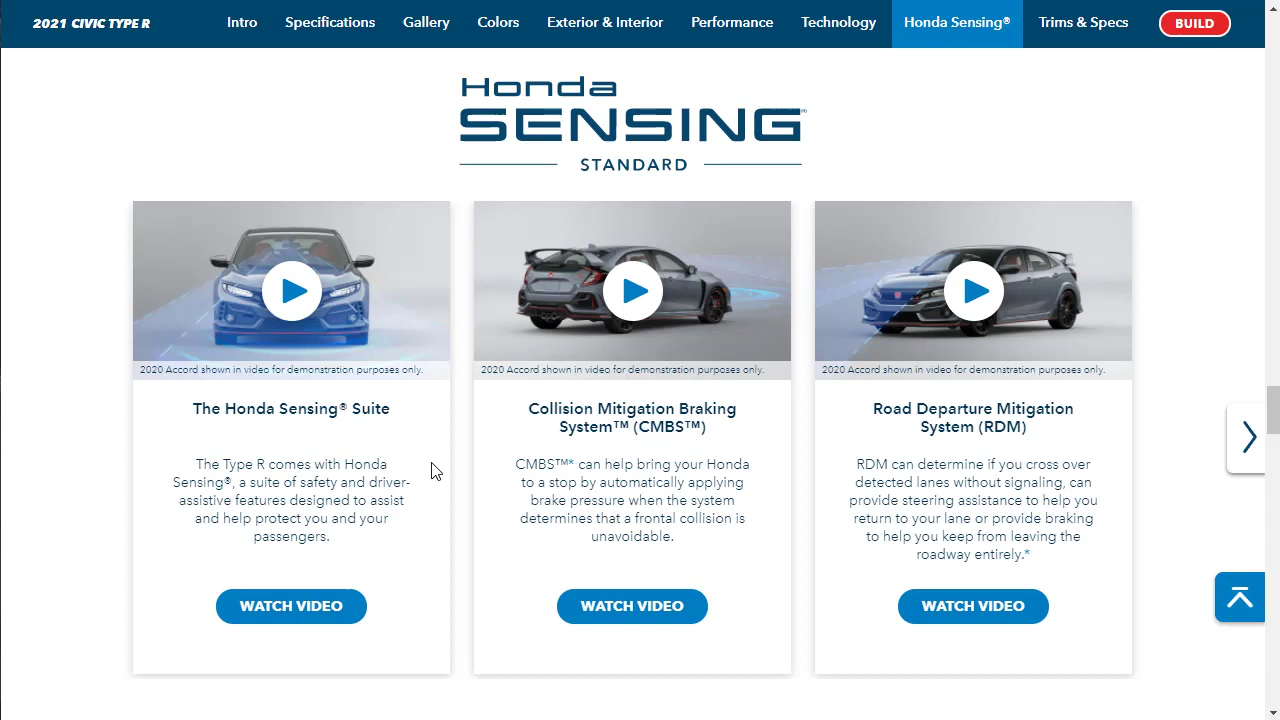 2021 CIVIC TYPE R Intro Specifications Gallery Colors Exterior & Interior Performance Technology Honda Sensing® Trims & Specs BUILD
Honda
SENSING
STANDARD
2020 Accord shown in video for demonstration purposes only.
The Honda Sensing® Suite
The Type R comes with Honda
Sensing®, a suite of safety and driver-
assistive features designed to assist
and help protect you and your
passengers.
WATCH VIDEO
2020 Accord shown in video for demonstration purposes only.
Collision Mitigation Braking
System™ (CMBS™)
CMBS™* can help bring your Honda
to a stop by automatically applying
brake pressure when the system
determines that a frontal collision is
unavoidable.
WATCH VIDEO
2020 Accord shown in video for demonstration purposes only.
Road Departure Mitigation
System (RDM)
RDM can determine if you cross over
detected lanes without signaling, can
provide steering assistance to help you
return to your lane or provide braking
to help you keep from leaving the
roadway entirely.*
WATCH VIDEO